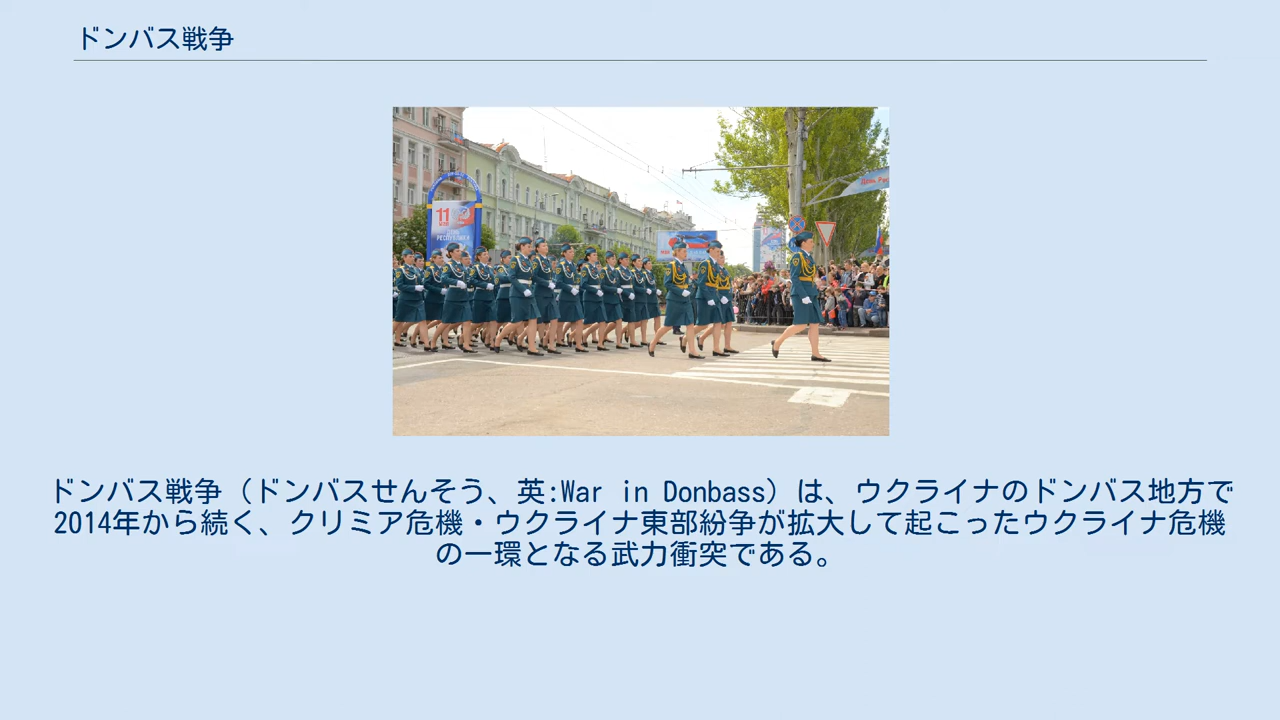 ドンバス戦争
11
ДЕНЬ
РЕСПУБЛИКИ
ドンバス戦争（ドンバスせんそう、英:War in Donbass）は、ウクライナのドンバス地方で
2014年から続く、クリミア危機・ウクライナ東部紛争が拡大して起こったウクライナ危機
の一環となる武力衝突である。